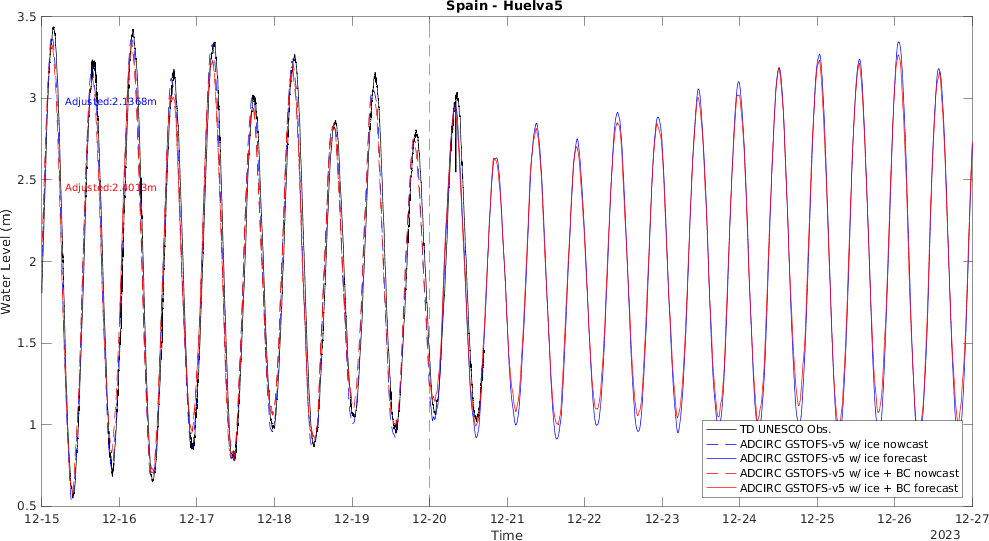 Spain - Huelva5
3.5
3
2.5
2
1.5
1
0.5
Water Level (m)
Adjusted:2.1368m
Adjusted:2.4013m
TD UNESCO Obs.
ADCIRC GSTOFS-v5 w/ ice nowcast
ADCIRC GSTOFS-v5 w/ ice forecast
ADCIRC GSTOFS-v5 w/ ice + BC nowcast
ADCIRC GSTOFS-v5 w/ ice + BC forecast
12-15 12-16 12-17 12-18 12-19 12-20 12-21 12-22 12-23 12-24 12-25 12-26 12-27
Time
2023